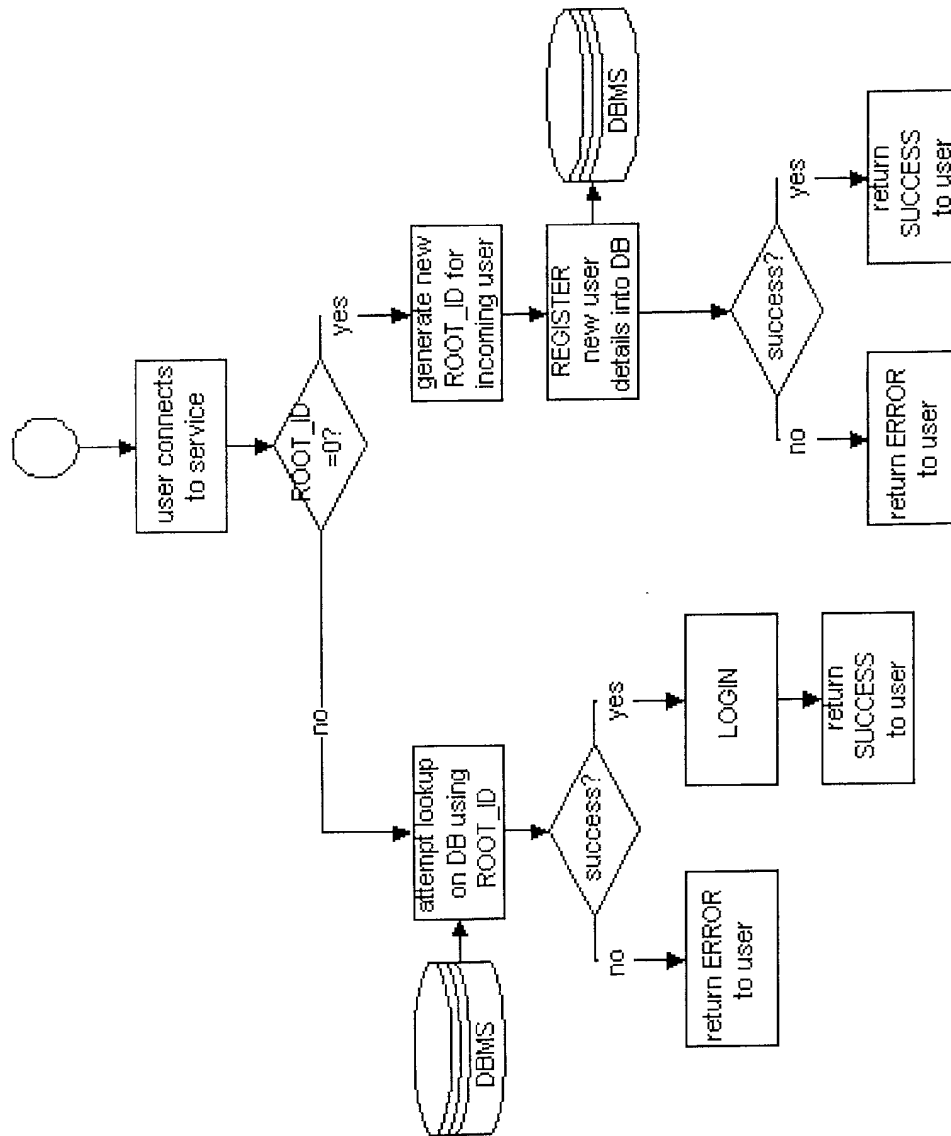 user connects
to service
ROOT_ID
=0?
no
yes
attempt lookup
on DB using
ROOT_ID
DBMS
success?
no
yes
return ERROR
to user
LOGIN
return
SUCCESS
to user
generate new
ROOT_ID for
incoming user
REGISTER
new user
details into DB
DBMS
success?
no
yes
return ERROR
to user
return
SUCCESS
to user